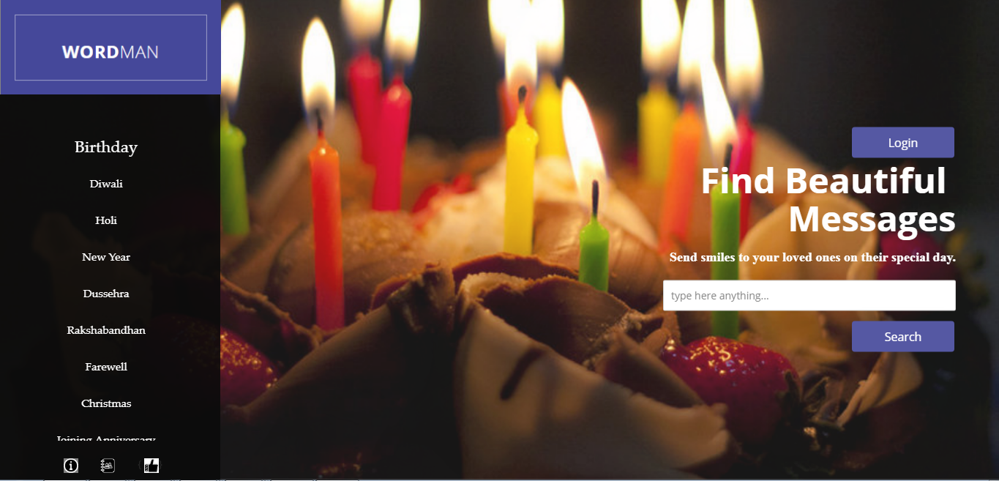 WORDMAN
Birthday
Diwali
Holi
New Year
Dussehra
Rakshabandhan
Farewell
Christmas
Joining Anniversary
Login
Find Beautiful
Messages
Send smiles to your loved ones on their special day.
type here anything...
Search